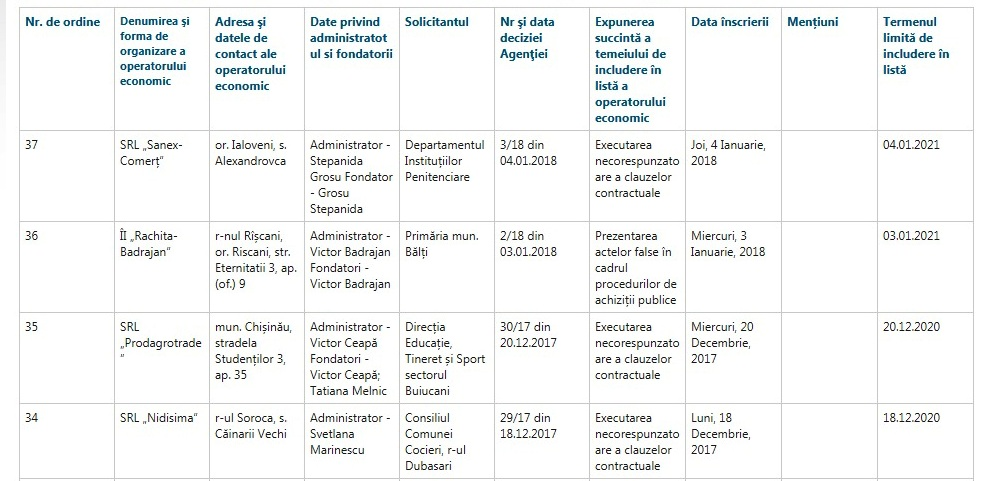 Nr. de ordine
Denumirea şi
forma de
organizare a
operatorului
economic
Adresa şi
datele de
contact ale
operatorului
economic
Date privind
administratot
ul si fondatorii
Solicitantul
Nr şi data
deciziei
Agenţiei
Expunerea
succintă a
temeiului de
includere în
listă a
operatorului
economic
Data înscrierii
Mențiuni
Termenul
limită de
includere în
listă
37
SRL „Sanex-
Comerț”
or. Ialoveni, s.
Alexandrovca
Administrator -
Stepanida
Grosu Fondator
- Grosu
Stepanida
Departamentul
Instituțiilor
Penitenciare
3/18 din
04.01.2018
Executarea
necorespunzato
are a clauzelor
contractuale
Joi, 4 Ianuarie,
2018
04.01.2021
36
ÎI „Rachita-
Badrajan”
r-nul Rîșcani,
or. Riscani, str.
Eternitatii 3, ap.
(of.) 9
Administrator -
Victor Badrajan
Fondatori -
Victor Badrajan
Primăria mun.
Bălți
2/18 din
03.01.2018
Prezentarea
actelor false în
cadrul
procedurilor de
achiziții publice
Miercuri, 3
Ianuarie, 2018
03.01.2021
35
SRL
„Prodagrotrade
”
mun. Chișinău,
stradela
Studenților 3,
ap. 35
Administrator -
Victor Ceapă
Fondatori -
Victor Ceapă;
Tatiana Melnic
Direcția
Educație,
Tineret și Sport
sectorul
Buiucani
30/17 din
20.12.2017
Executarea
necorespunzato
are a clauzelor
contractuale
Miercuri, 20
Decembrie,
2017
20.12.2020
34
SRL „Nidisima”
r-ul Soroca, s.
Căinarii Vechi
Administrator -
Svetlana
Marinescu
Consiliul
Comunei
Cocieri, r-ul
Dubasari
29/17 din
18.12.2017
Executarea
necorespunzato
are a clauzelor
contractuale
Luni, 18
Decembrie,
2017
18.12.2020